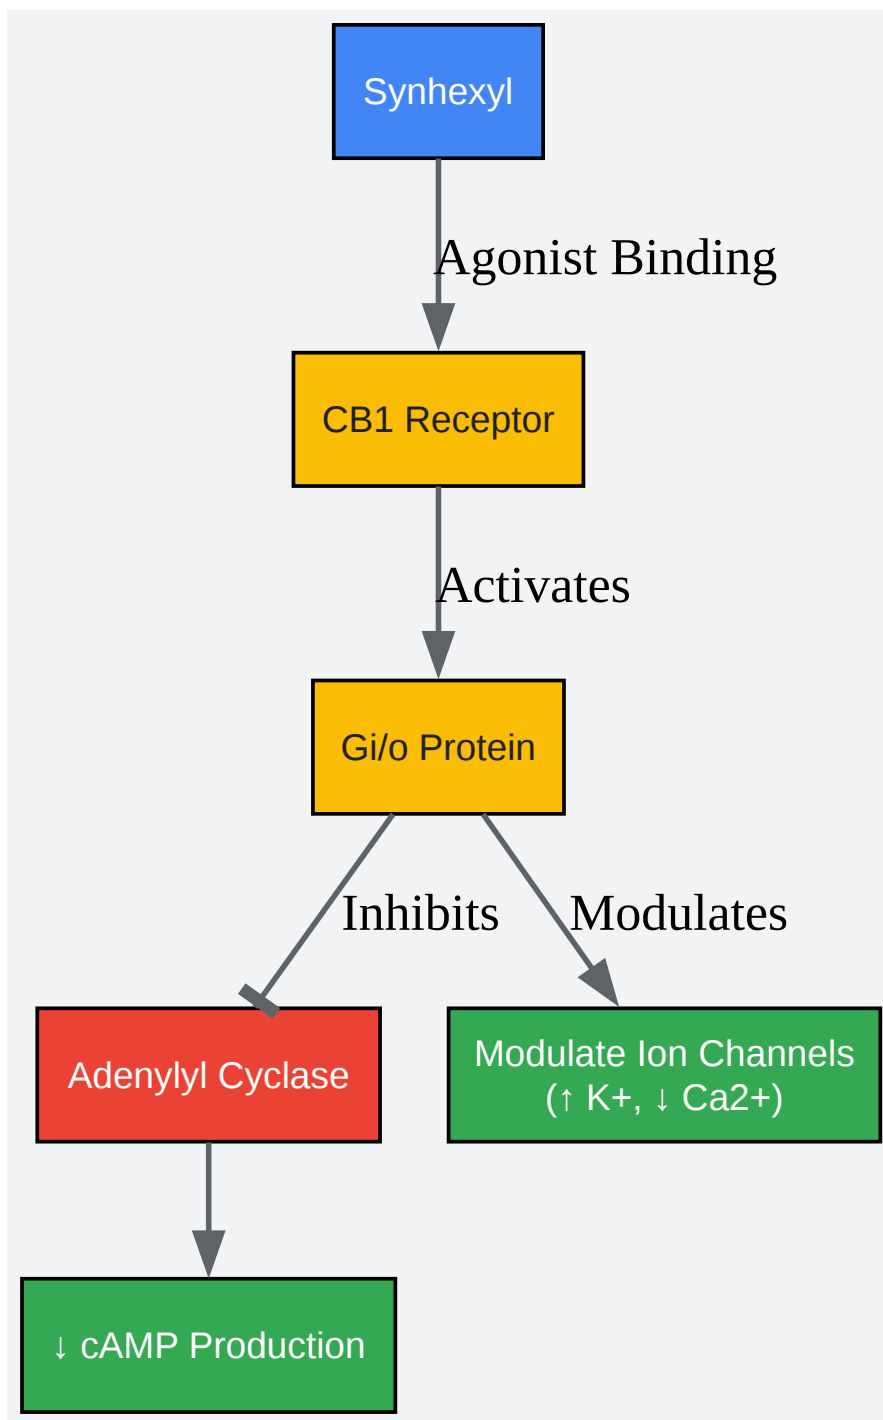 Synhexyl
Agonist Binding
CB1 Receptor
Activates
Gi/o Protein
Inhibits
Modulates
Adenylyl Cyclase
Modulate Ion Channels
(↑ K+, ↓ Ca2+)
↓ cAMP Production